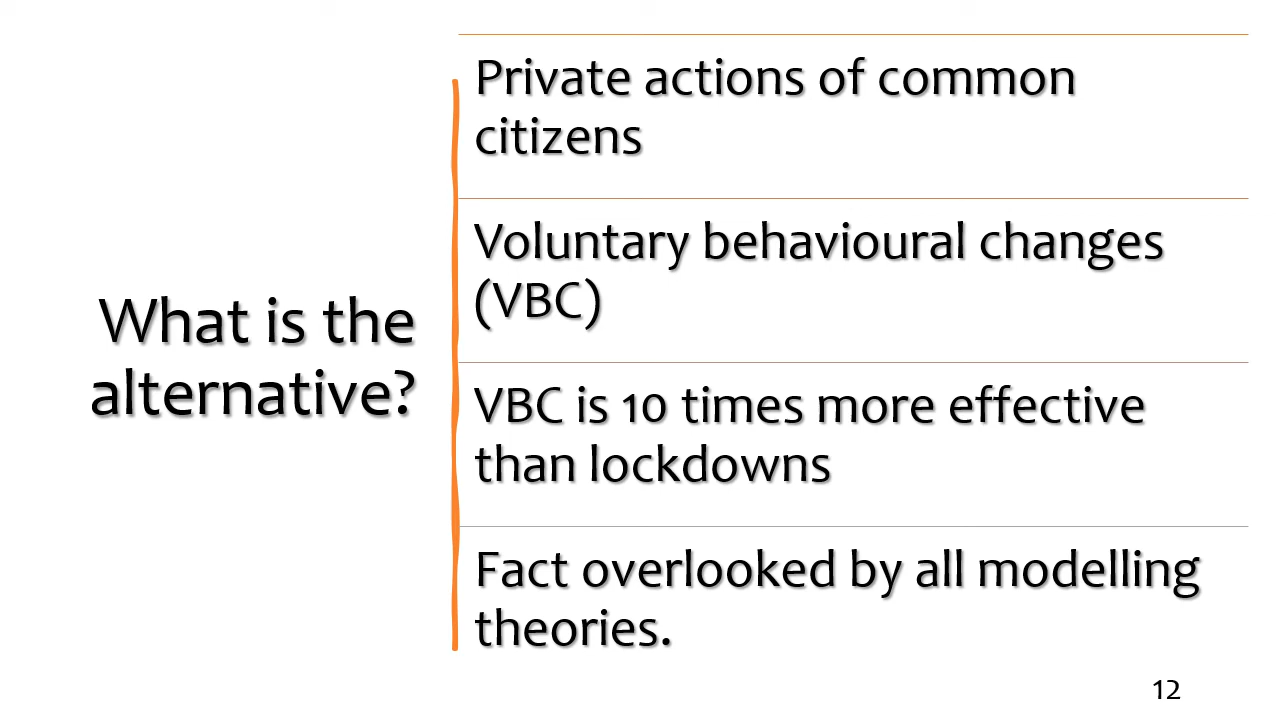 What is the
alternative?
Private actions of common
citizens
Voluntary behavioural changes
(VBC)
VBC is 10 times more effective
than lockdowns
Fact overlooked by all modelling
theories.
12